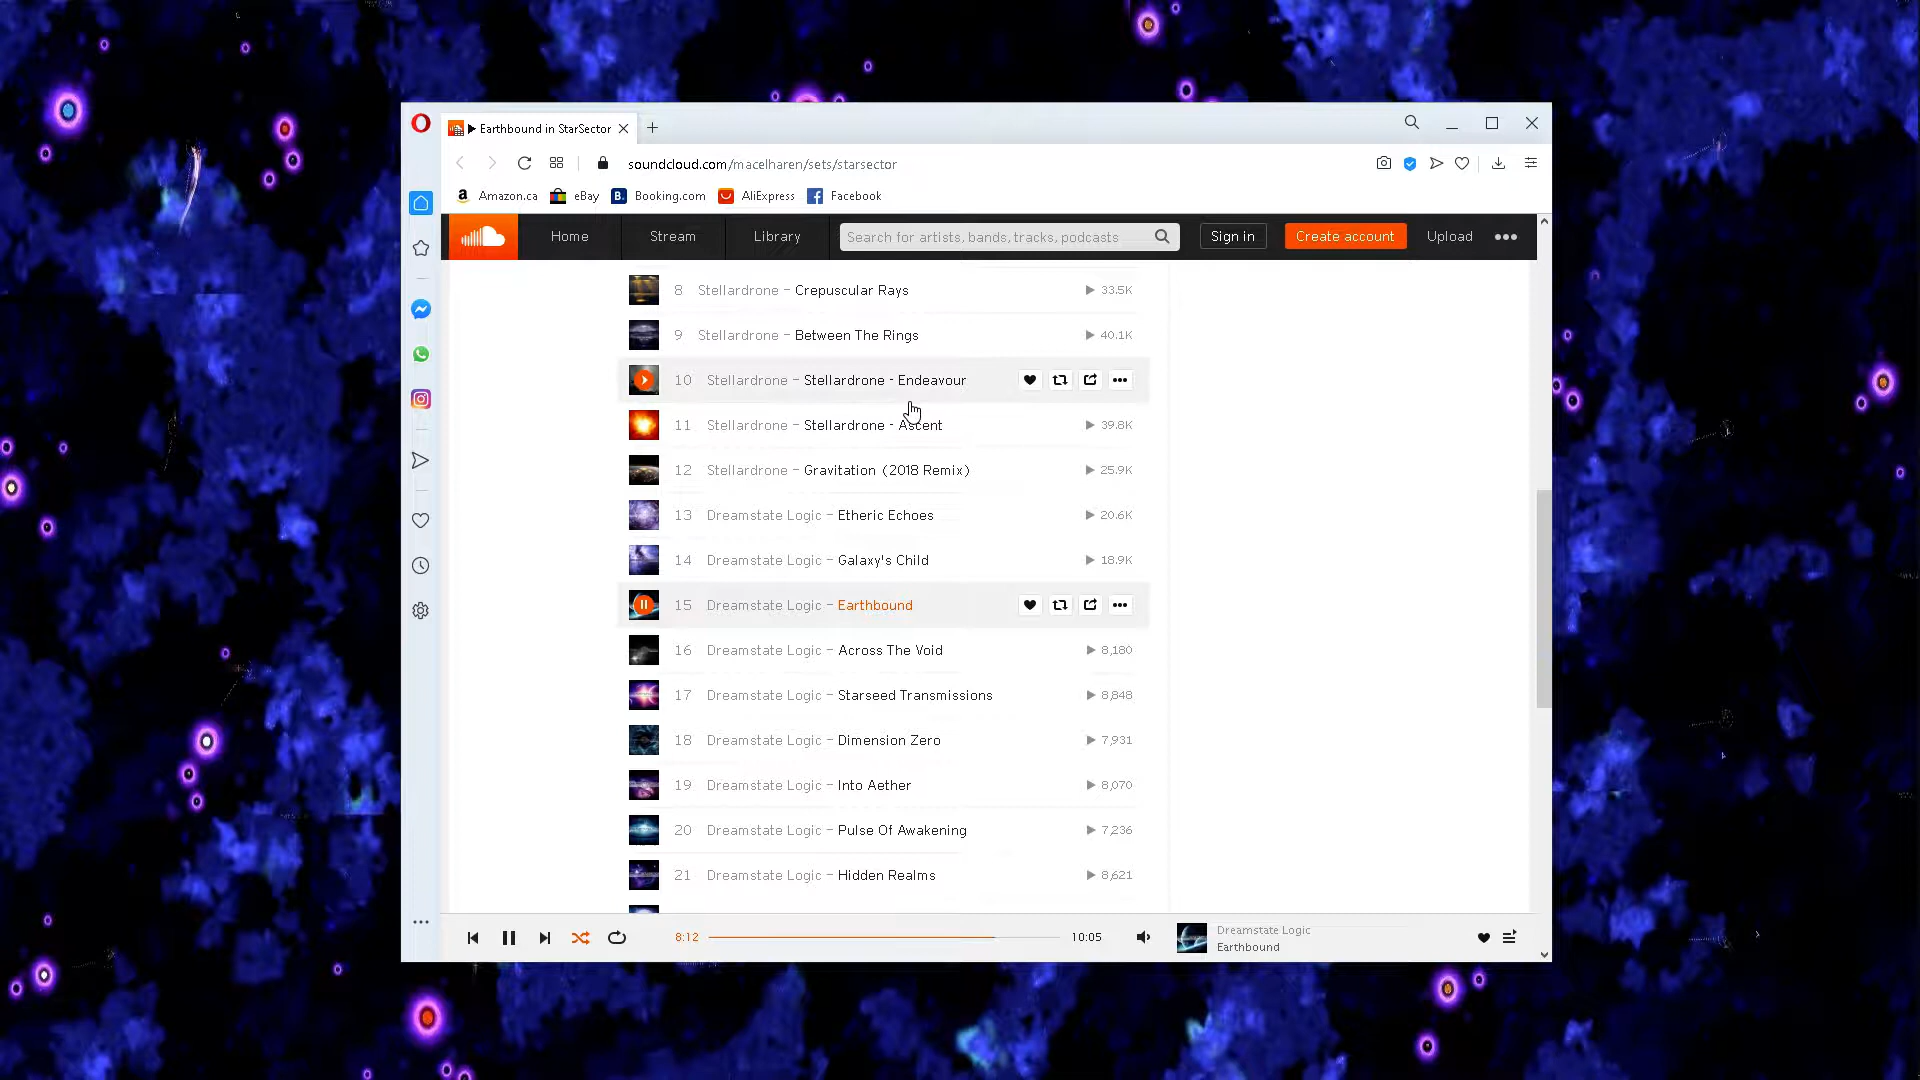 ▶ Earthbound in StarSector
soundcloud.com/macelharen/sets/starsector
a Amazon.ca eBay B. Booking.com AliExpress f Facebook
Home Stream Library Search for artists, bands, tracks, podcasts Sign in Create account Upload •••
8 Stellardrone – Crepuscular Rays ▶ 33.5K
9 Stellardrone – Between The Rings ▶ 40.1K
10 Stellardrone – Stellardrone - Endeavour •••
11 Stellardrone – Stellardrone - Ascent ▶ 39.8K
12 Stellardrone – Gravitation (2018 Remix) ▶ 25.9K
13 Dreamstate Logic – Etheric Echoes ▶ 20.6K
14 Dreamstate Logic – Galaxy's Child ▶ 18.9K
15 Dreamstate Logic – Earthbound •••
16 Dreamstate Logic – Across The Void ▶ 8,180
17 Dreamstate Logic – Starseed Transmissions ▶ 8,848
18 Dreamstate Logic – Dimension Zero ▶ 7,931
19 Dreamstate Logic – Into Aether ▶ 8,070
20 Dreamstate Logic – Pulse Of Awakening ▶ 7,236
21 Dreamstate Logic – Hidden Realms ▶ 8,621
8:12 10:05
Dreamstate Logic
Earthbound